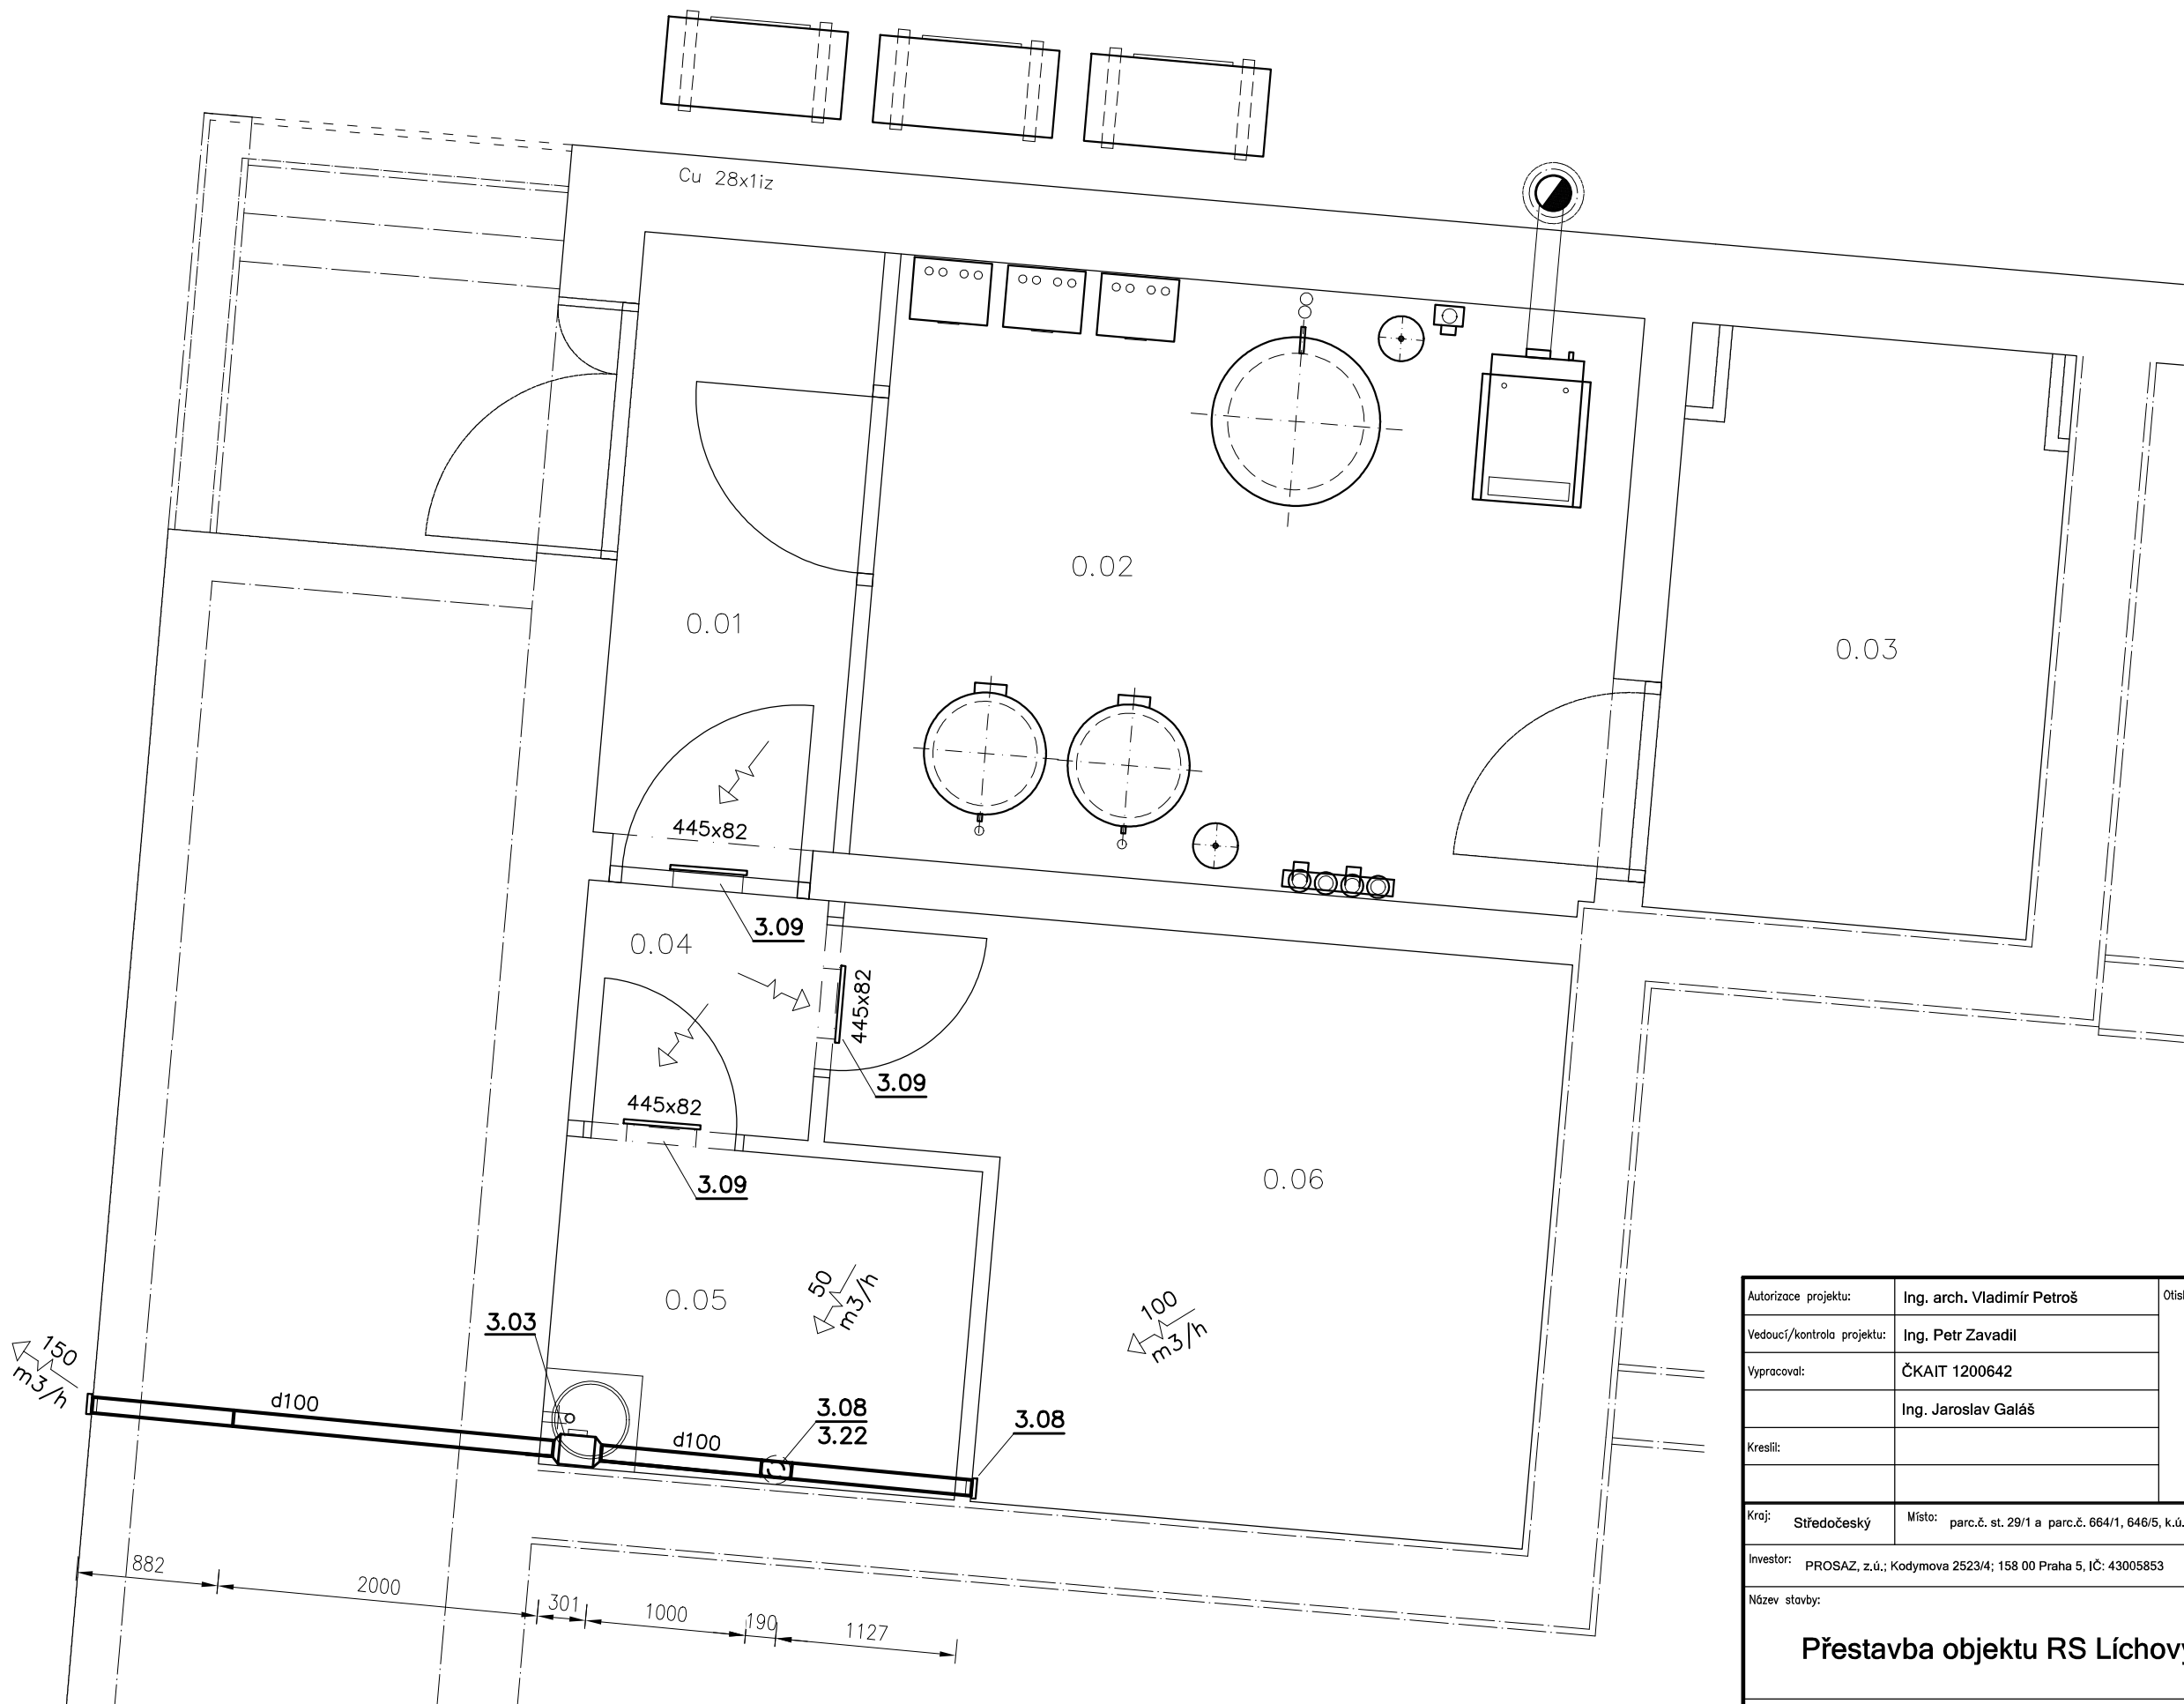 Cu 28x1iz
0.02
0.01
0.03
445x82
3.09
0.04
445x82
3.09
445x82
3.09
0.06
0.05
50
m3/h
100
m3/h
3.03
150
m3/h
d100
3.08
3.22
3.08
d100
882
2000
301
1000
190
1127
Autorizace projektu: Ing. arch. Vladimír Petroš
Vedoucí/kontrola projektu: Ing. Petr Zavadil
Vypracoval: ČKAIT 1200642
Ing. Jaroslav Galáš
Kreslil:
Kraj: Středočeský Místo: parc.č. st. 29/1 a parc.č. 664/1, 646/5, k.ú.
Investor: PROSAZ, z.ú.; Kodymova 2523/4; 158 00 Praha 5, IČ: 43005853
Název stavby:
Přestavba objektu RS Líchovy